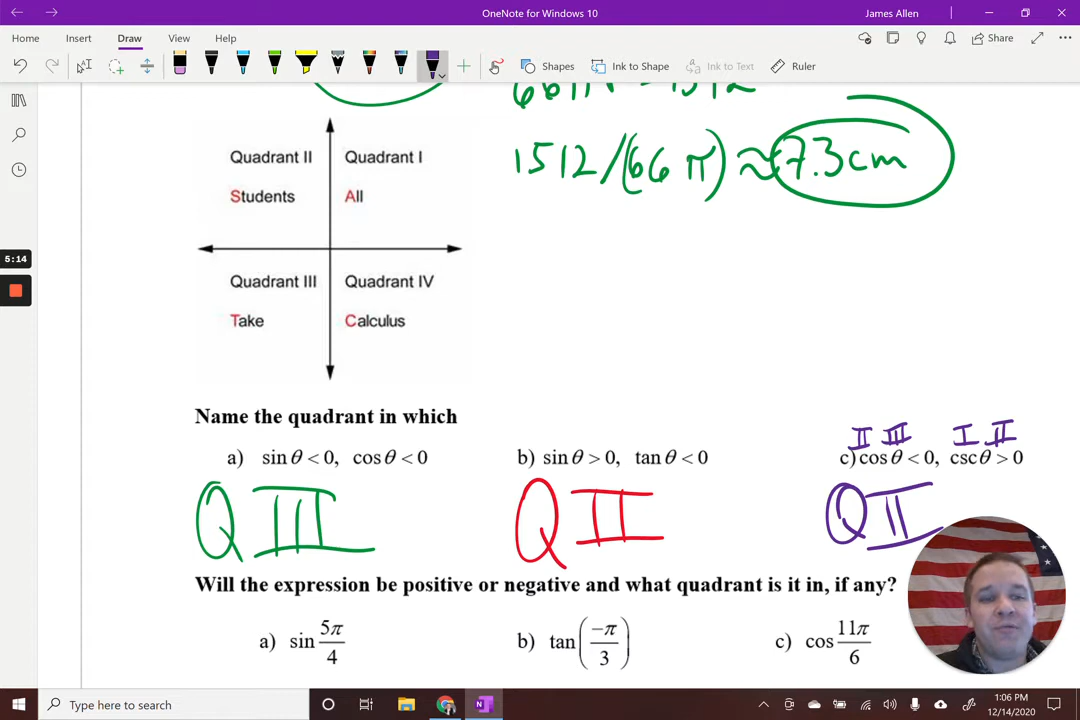 OneNote for Windows 10
James Allen
Home Insert Draw View Help
Share
Shapes Ink to Shape Ink to Text Ruler
1512/(66π) ≈ 7.3cm
Quadrant II Quadrant I
Students All
5:14
Quadrant III Quadrant IV
Take Calculus
Name the quadrant in which
II III I II
a) sin θ < 0, cos θ < 0 b) sin θ > 0, tan θ < 0 c) cos θ < 0, csc θ > 0
Q III Q II Q II
Will the expression be positive or negative and what quadrant is it in, if any?
a) sin 5π/4 b) tan(-π/3) c) cos 11π/6
Type here to search
1:06 PM
12/14/2020